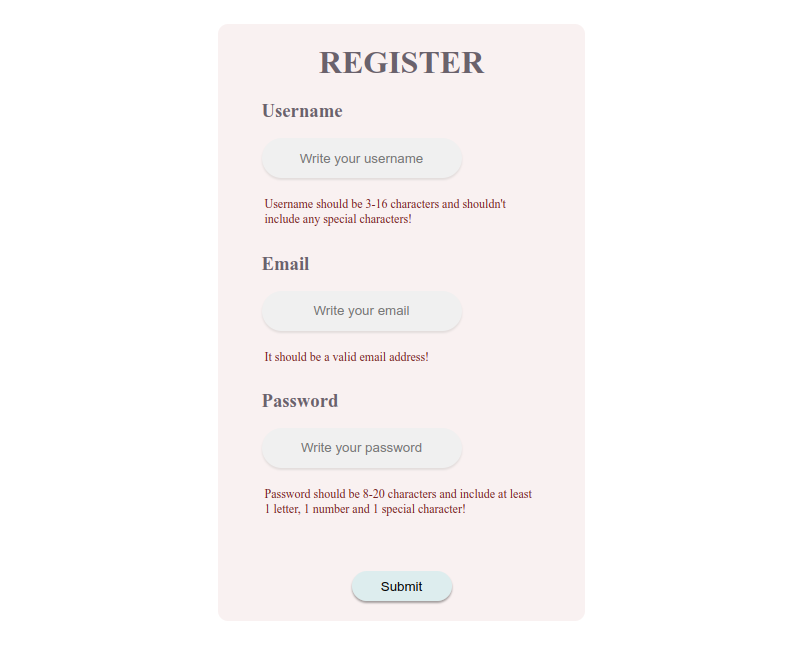 REGISTER
Username
Write your username
Username should be 3-16 characters and shouldn't
include any special characters!
Email
Write your email
It should be a valid email address!
Password
Write your password
Password should be 8-20 characters and include at least
1 letter, 1 number and 1 special character!
Submit